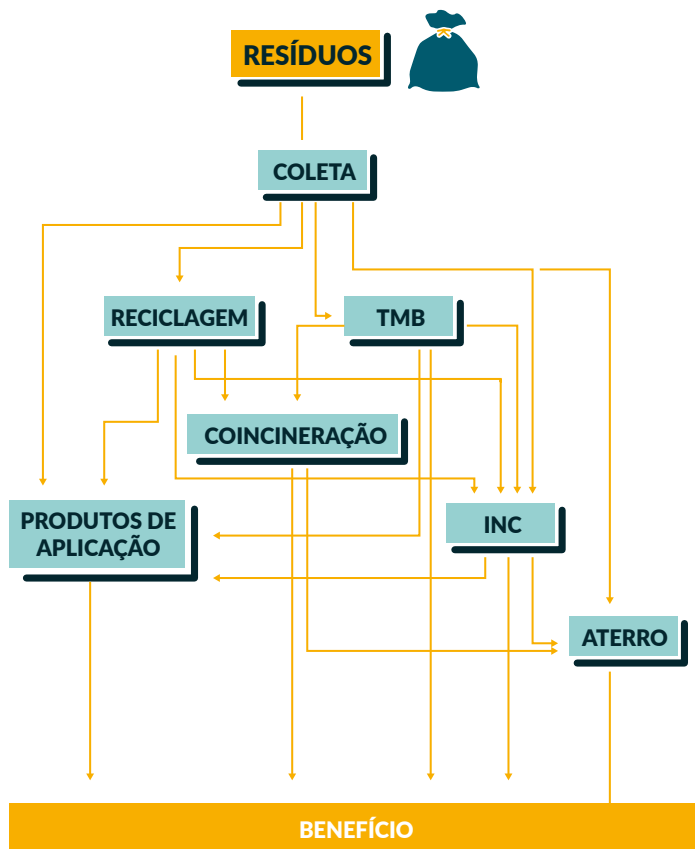 RESÍDUOS
COLETA
RECICLAGEM
TMB
COINCINERAÇÃO
PRODUTOS DE
APLICAÇÃO
INC
ATERRO
BENEFÍCIO